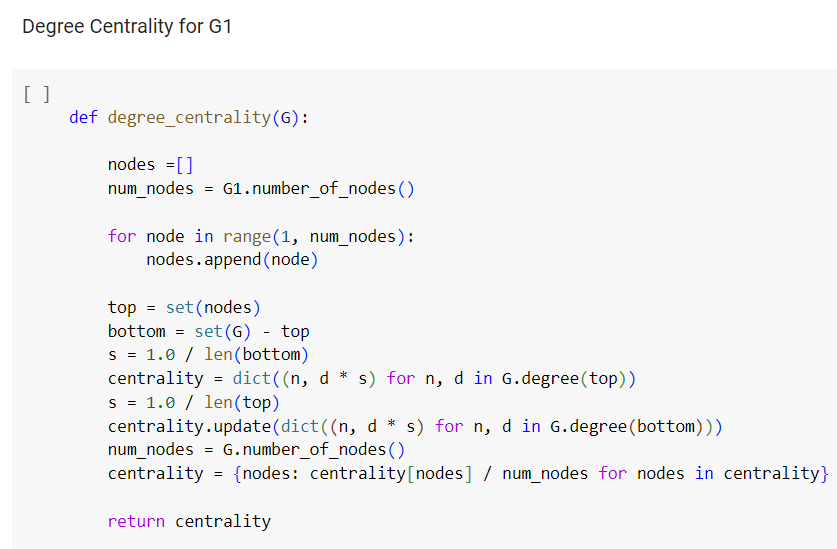 Degree Centrality for G1
[ ]
def degree_centrality(G):
nodes =[]
num_nodes = G1.number_of_nodes()
for node in range(1, num_nodes):
nodes.append(node)
top = set(nodes)
bottom = set(G) - top
s = 1.0 / len(bottom)
centrality = dict((n, d * s) for n, d in G.degree(top))
s = 1.0 / len(top)
centrality.update(dict((n, d * s) for n, d in G.degree(bottom)))
num_nodes = G.number_of_nodes()
centrality = {nodes: centrality[nodes] / num_nodes for nodes in centrality}
return centrality